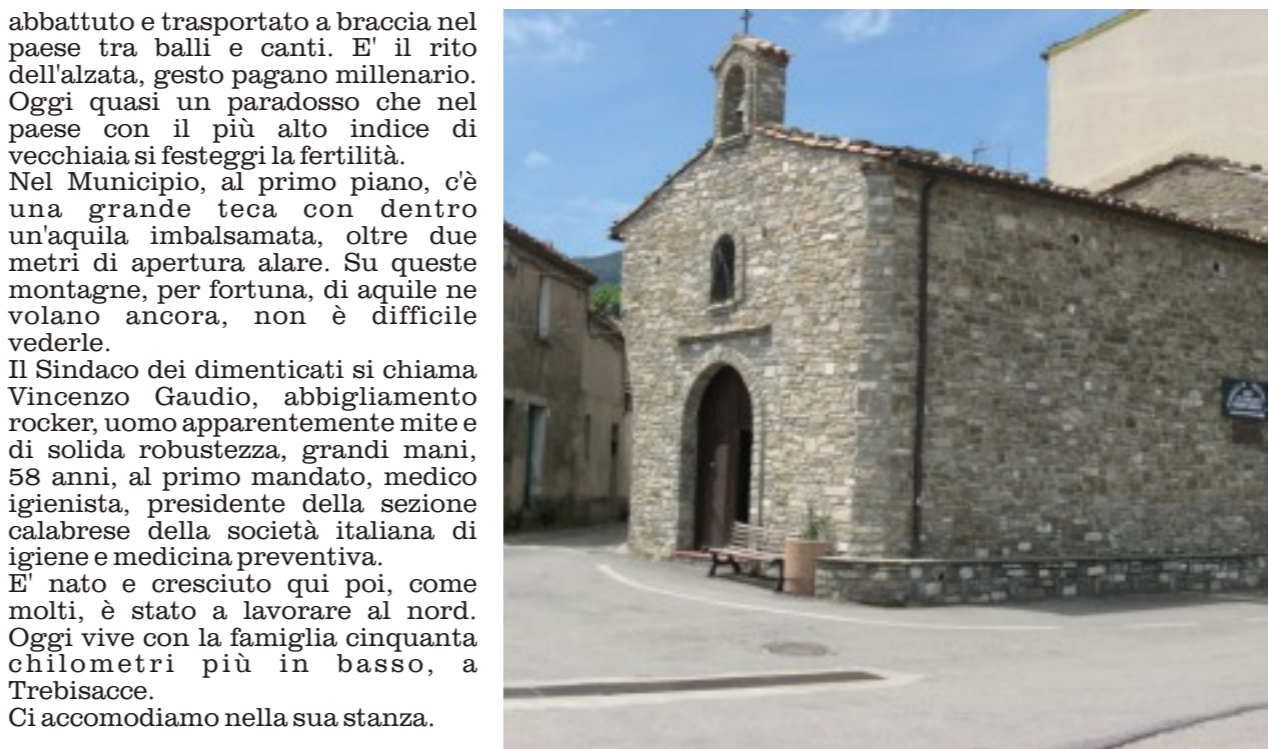 abbattuto e trasportato a braccia nel
paese tra balli e canti. E' il rito
dell'alzata, gesto pagano millenario.
Oggi quasi un paradosso che nel
paese con il più alto indice di
vecchiaia si festeggi la fertilità.
Nel Municipio, al primo piano, c'è
una grande teca con dentro
un'aquila imbalsamata, oltre due
metri di apertura alare. Su queste
montagne, per fortuna, di aquile ne
volano ancora, non è difficile
vederle.
Il Sindaco dei dimenticati si chiama
Vincenzo Gaudio, abbigliamento
rocker, uomo apparentemente mite e
di solida robustezza, grandi mani,
58 anni, al primo mandato, medico
igienista, presidente della sezione
calabrese della società italiana di
igiene e medicina preventiva.
E' nato e cresciuto qui poi, come
molti, è stato a lavorare al nord.
Oggi vive con la famiglia cinquanta
chilometri più in basso, a
Trebisacce.
Ci accomodiamo nella sua stanza.